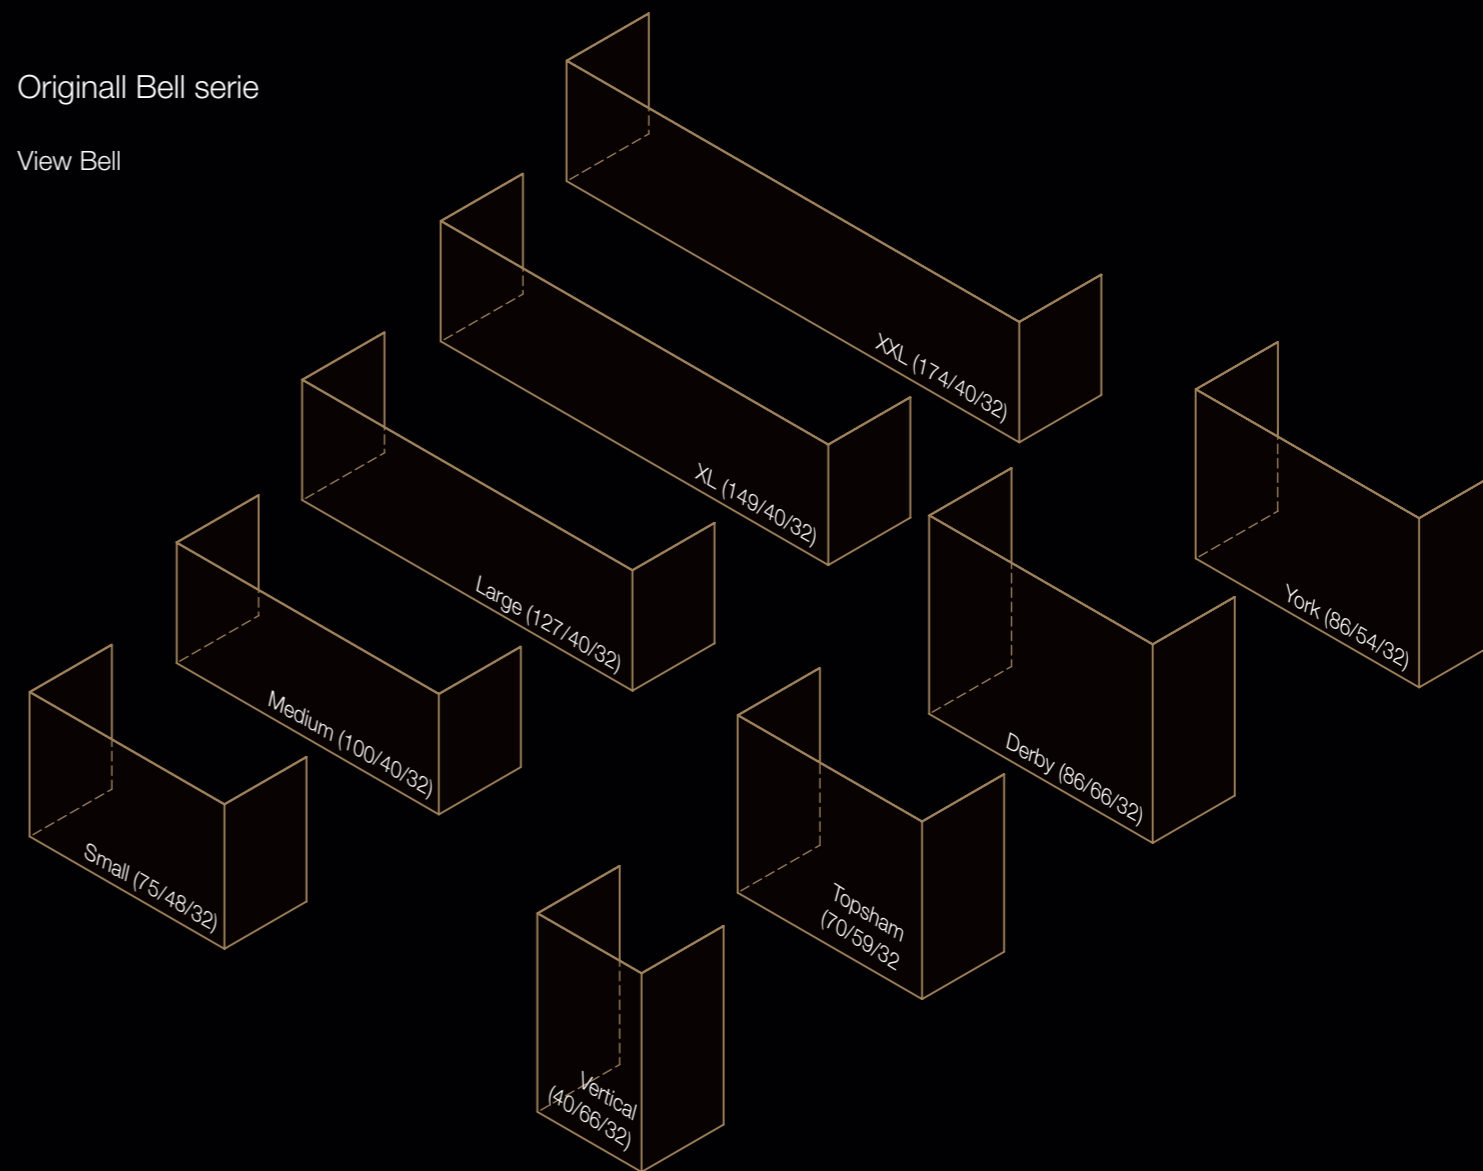 Originall Bell serie
View Bell
XXL (174/40/32)
XL (149/40/32)
Large (127/40/32)
York (86/54/32)
Medium (100/40/32)
Derby (86/66/32)
Small (75/48/32)
Topsham
(70/59/32
Vertical
(40/66/32)